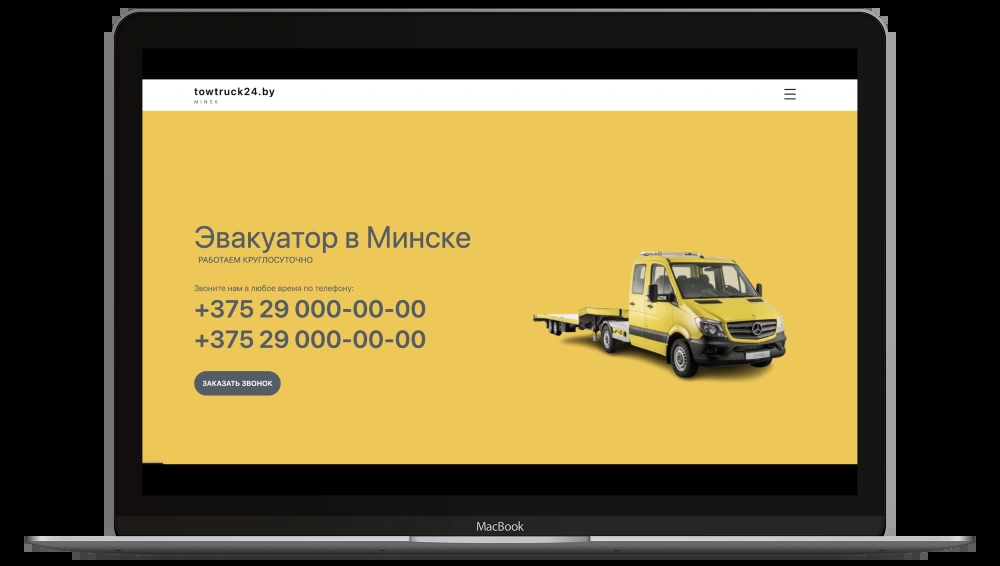 towtruck24.by
MINSK
Эвакуатор в Минске
РАБОТАЕМ КРУГЛОСУТОЧНО
Звоните нам в любое время по телефону:
+375 29 000-00-00
+375 29 000-00-00
ЗАКАЗАТЬ ЗВОНОК
MacBook